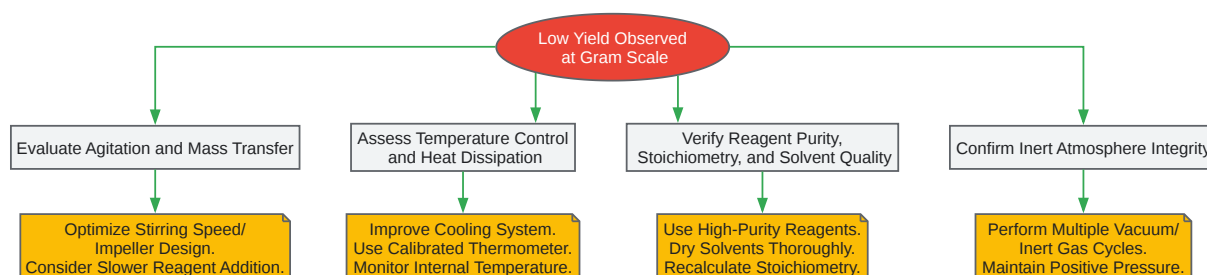 Low Yield Observed
at Gram Scale
Evaluate Agitation and Mass Transfer
Assess Temperature Control
and Heat Dissipation
Verify Reagent Purity,
Stoichiometry, and Solvent Quality
Confirm Inert Atmosphere Integrity
Optimize Stirring Speed/
Impeller Design.
Consider Slower Reagent Addition.
Improve Cooling System.
Use Calibrated Thermometer.
Monitor Internal Temperature.
Use High-Purity Reagents.
Dry Solvents Thoroughly.
Recalculate Stoichiometry.
Perform Multiple Vacuum/
Inert Gas Cycles.
Maintain Positive Pressure.